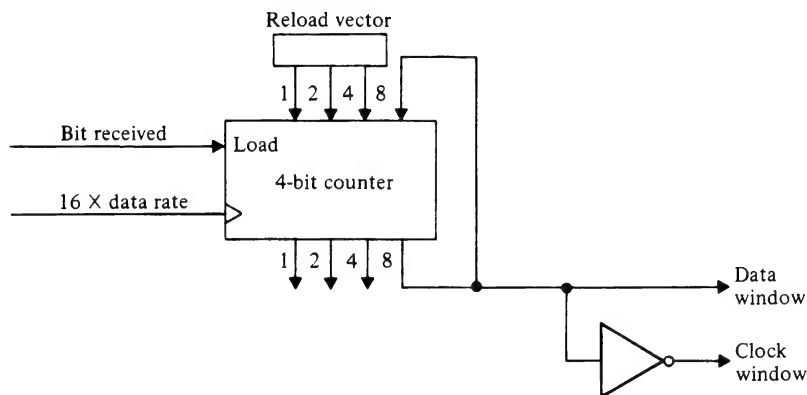 Reload vector
1 2 4 8
Bit received
Load
4-bit counter
16 X data rate
1 2 4 8
Data
window
Clock
window